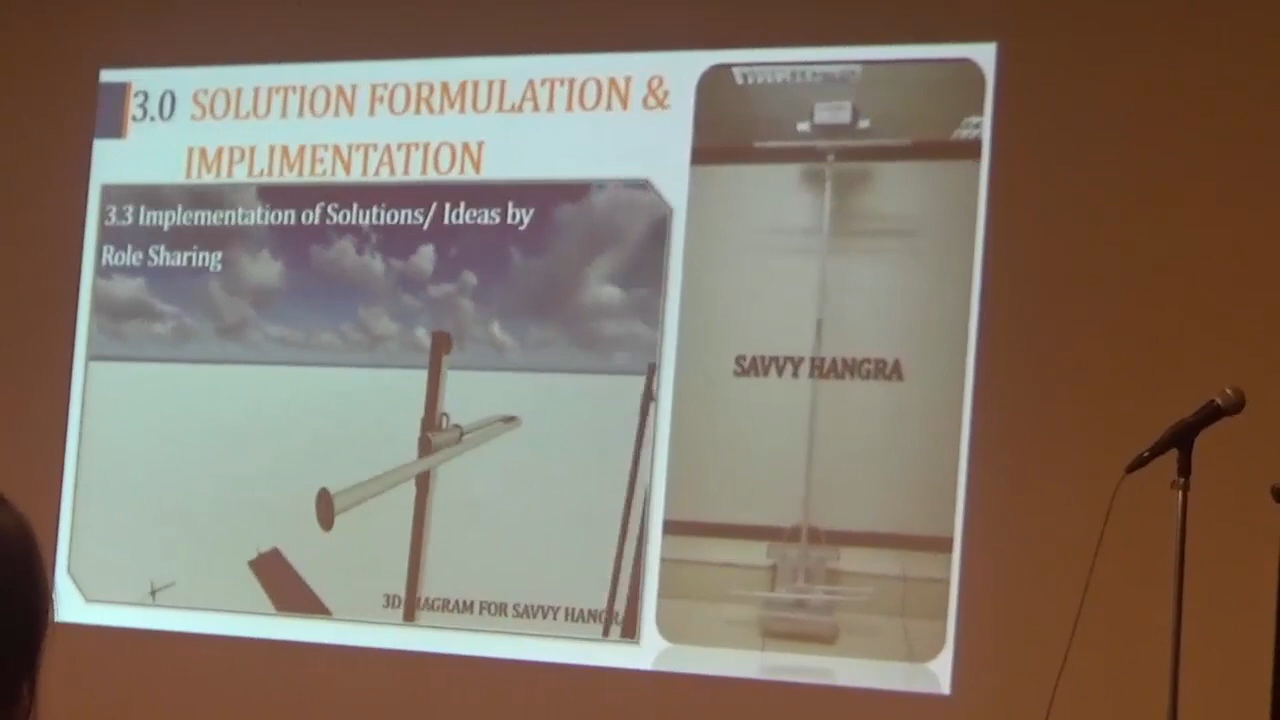 3.0 SOLUTION FORMULATION &
IMPLIMENTATION
3.3 Implementation of Solutions/ Ideas by
Role Sharing
3D DIAGRAM FOR SAVVY HANGRA
SAVVY HANGRA